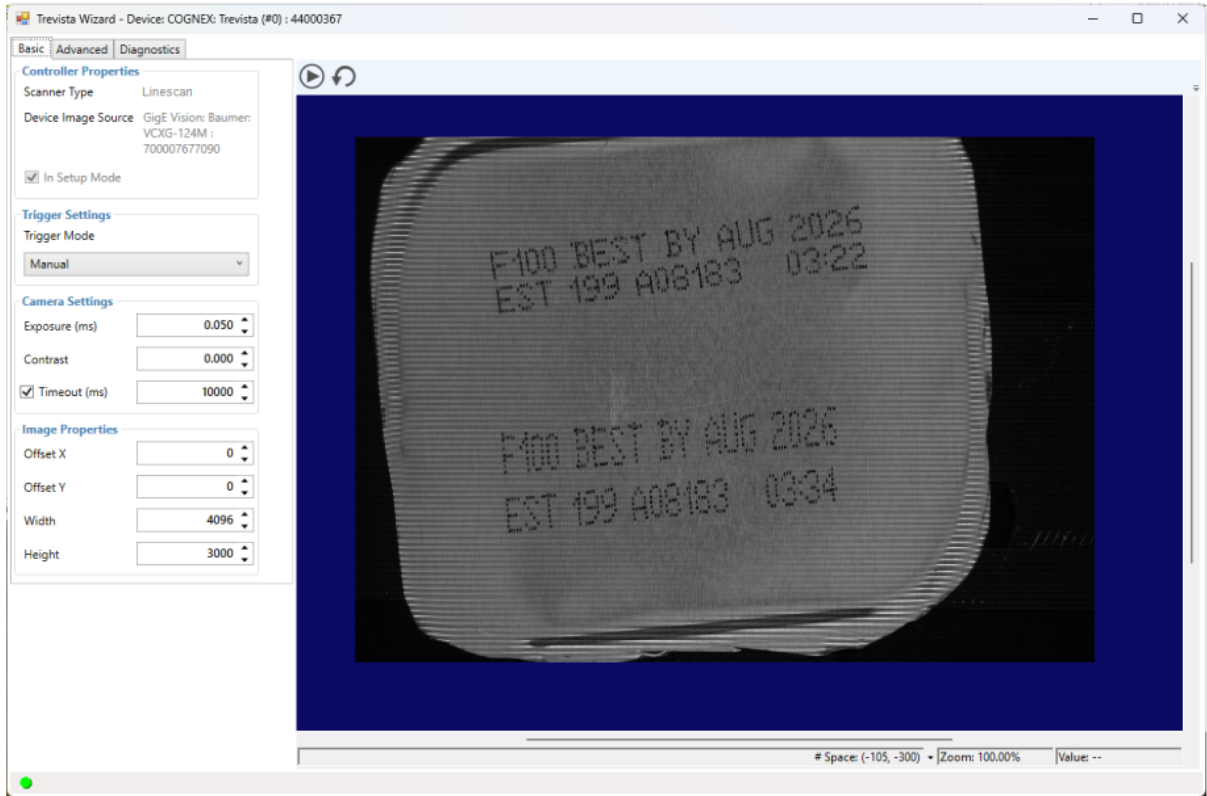 Trevista Wizard - Device: COGNEX: Trevista (#0) : 44000367
Basic Advanced Diagnostics
Controller Properties
Scanner Type Linescan
Device Image Source GigE Vision: Baumer: VCXG-124M : 700007677090
In Setup Mode
Trigger Settings
Trigger Mode
Manual
Camera Settings
Exposure (ms) 0.050
Contrast 0.000
Timeout (ms) 10000
Image Properties
Offset X 0
Offset Y 0
Width 4096
Height 3000
F100 BEST BY AUG 2026
EST 199 A08183 03:22
F100 BEST BY AUG 2026
EST 199 A08183 03:34
# Space: (-105, -300) Zoom: 100.00% Value: --